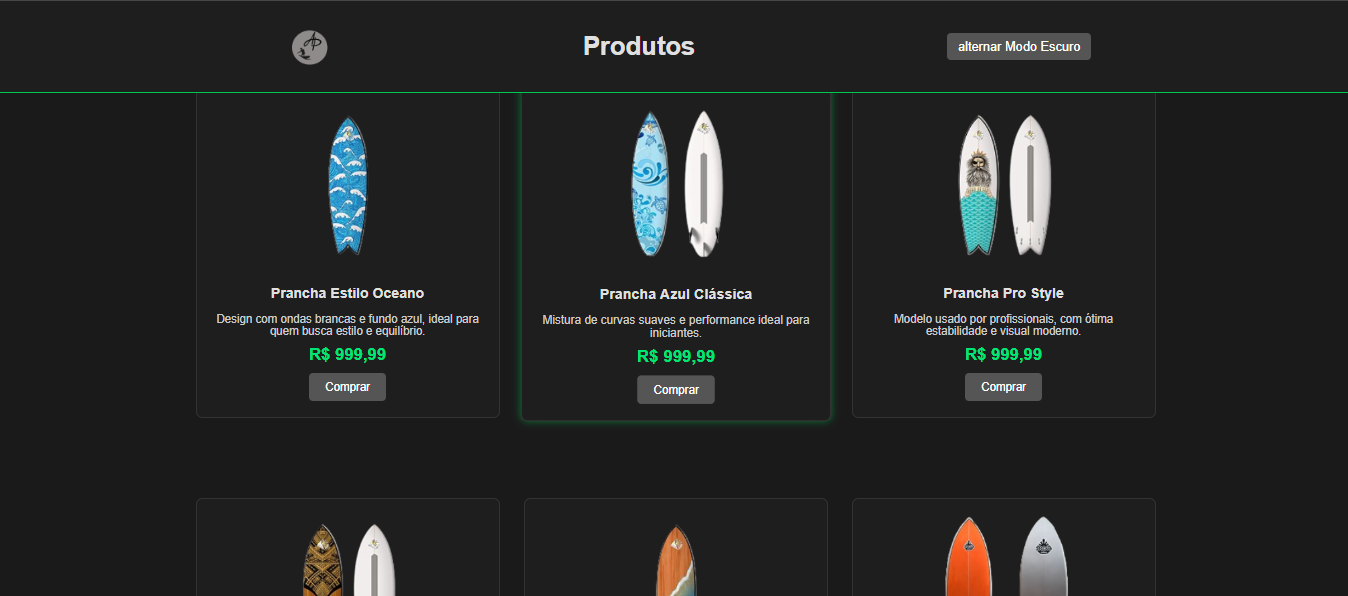 AP
Produtos
alternar Modo Escuro
Prancha Estilo Oceano
Design com ondas brancas e fundo azul, ideal para
quem busca estilo e equilíbrio.
R$ 999,99
Comprar
Prancha Azul Clássica
Mistura de curvas suaves e performance ideal para
iniciantes.
R$ 999,99
Comprar
Prancha Pro Style
Modelo usado por profissionais, com ótima
estabilidade e visual moderno.
R$ 999,99
Comprar